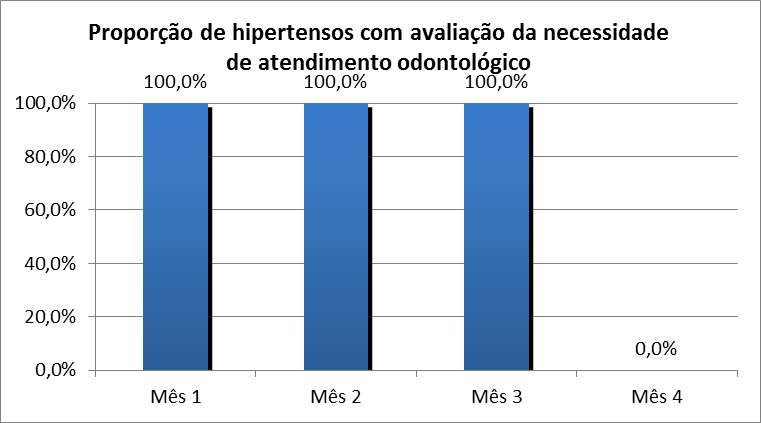 Proporção de hipertensos com avaliação da necessidade
de atendimento odontológico
100,0% 100,0% 100,0%
100,0%
80,0%
60,0%
40,0%
20,0%
0,0%
0,0%
Mês 1 Mês 2 Mês 3 Mês 4